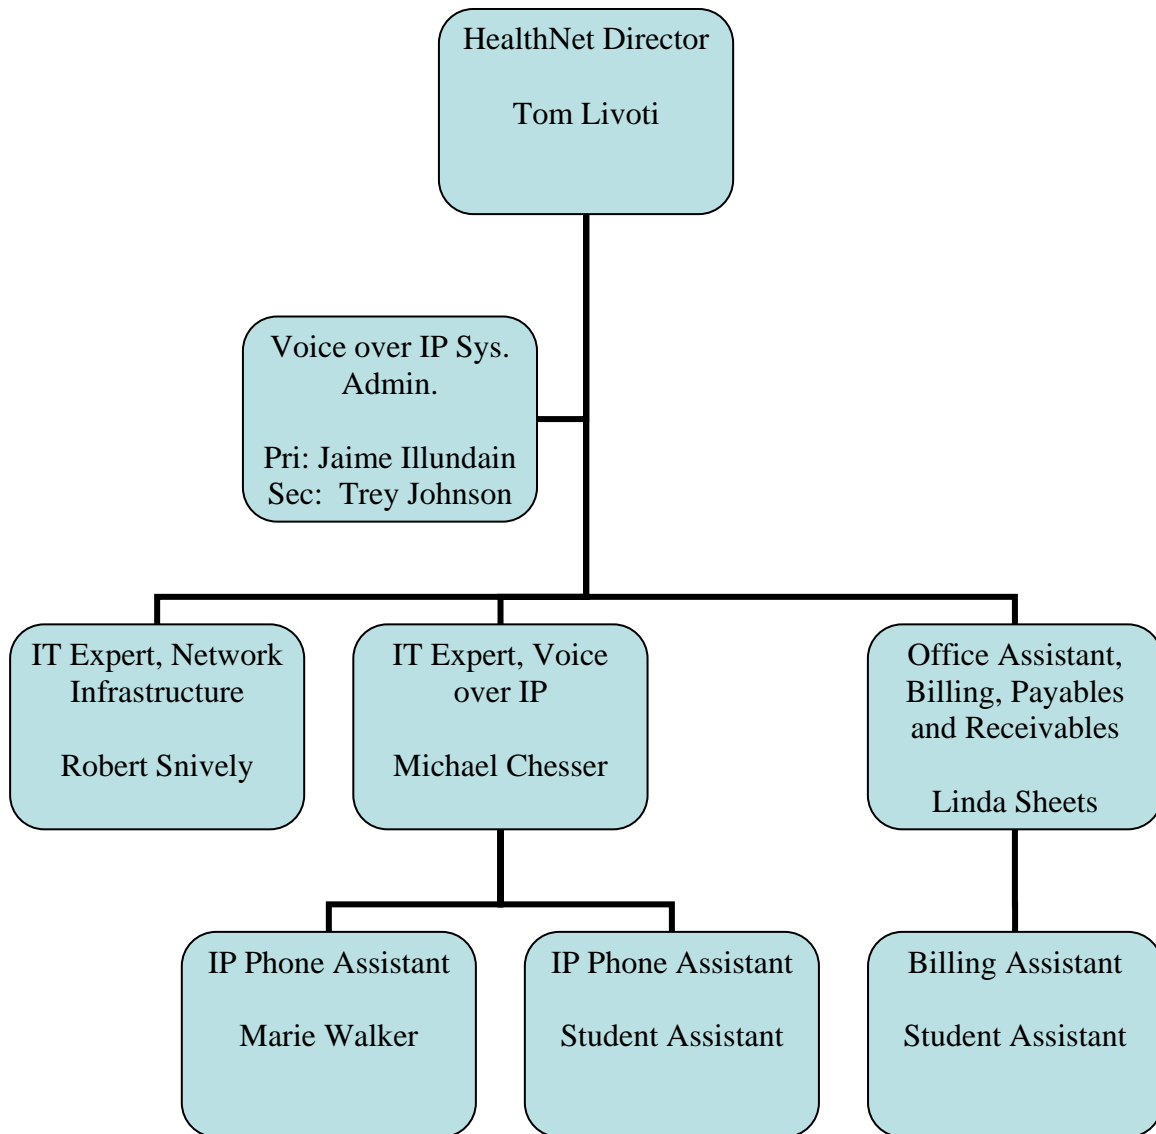 HealthNet Director
Tom Livoti
Voice over IP Sys.
Admin.
Pri: Jaime Illundain
Sec:  Trey Johnson
IT Expert, Network
Infrastructure
Robert Snively
IT Expert, Voice
over IP
Michael Chesser
Office Assistant,
Billing, Payables
and Receivables
Linda Sheets
IP Phone Assistant
Marie Walker
IP Phone Assistant
Student Assistant
Billing Assistant
Student Assistant